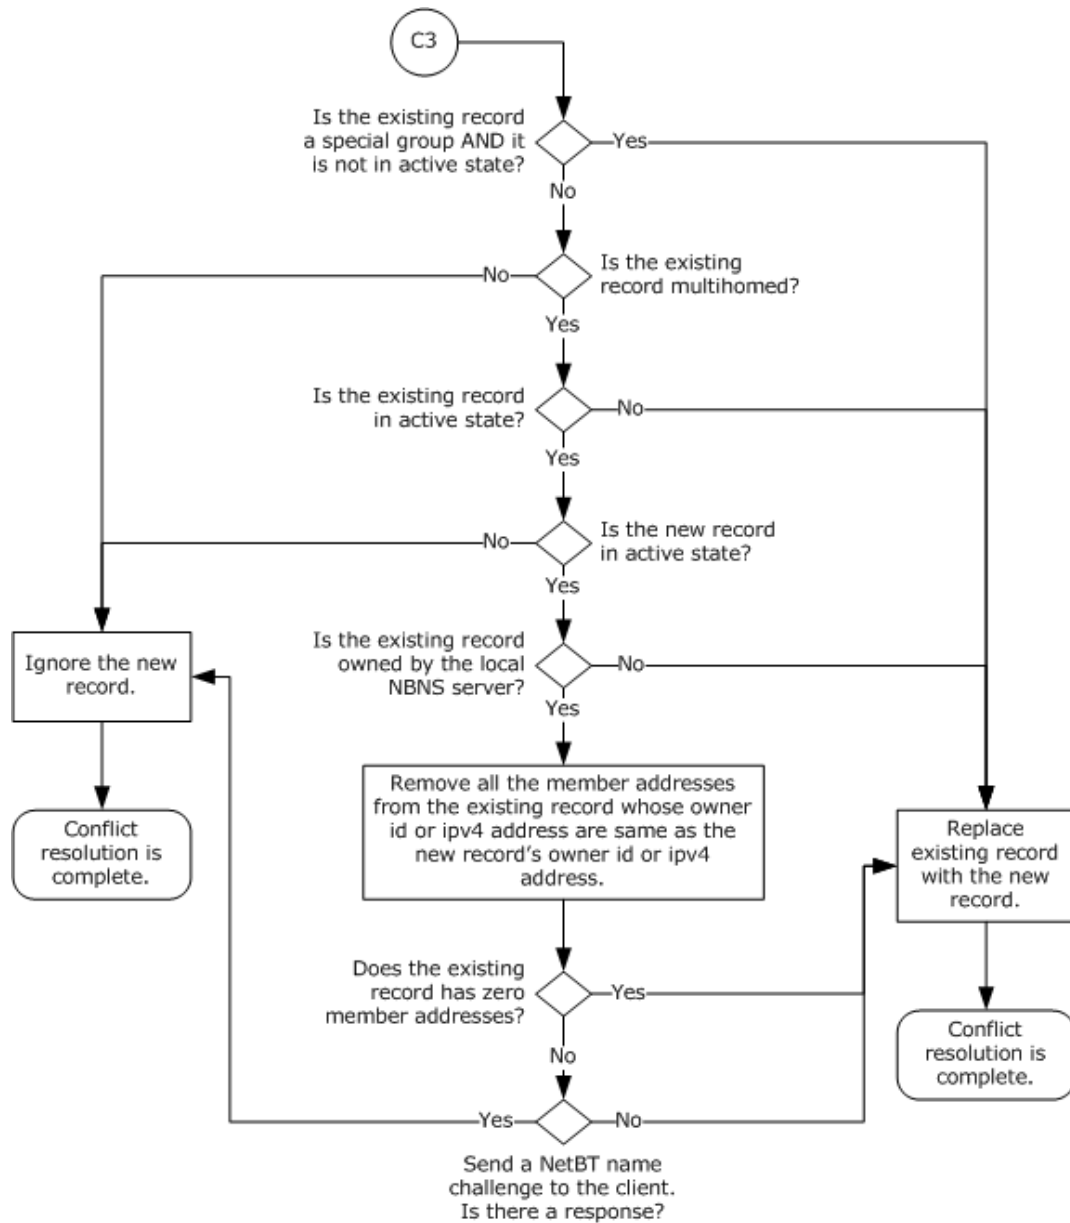 C3
Is the existing record
a special group AND it
is not in active state?
Yes
No
Is the existing
record multihomed?
No
Yes
Is the existing record
in active state?
No
Yes
Is the new record
in active state?
No
Yes
Is the existing record
owned by the local
NBNS server?
No
Yes
Ignore the new
record.
Conflict
resolution is
complete.
Remove all the member addresses
from the existing record whose owner
id or ipv4 address are same as the
new record's owner id or ipv4
address.
Replace
existing record
with the new
record.
Does the existing
record has zero
member addresses?
Yes
No
Conflict
resolution is
complete.
Yes
No
Send a NetBT name
challenge to the client.
Is there a response?